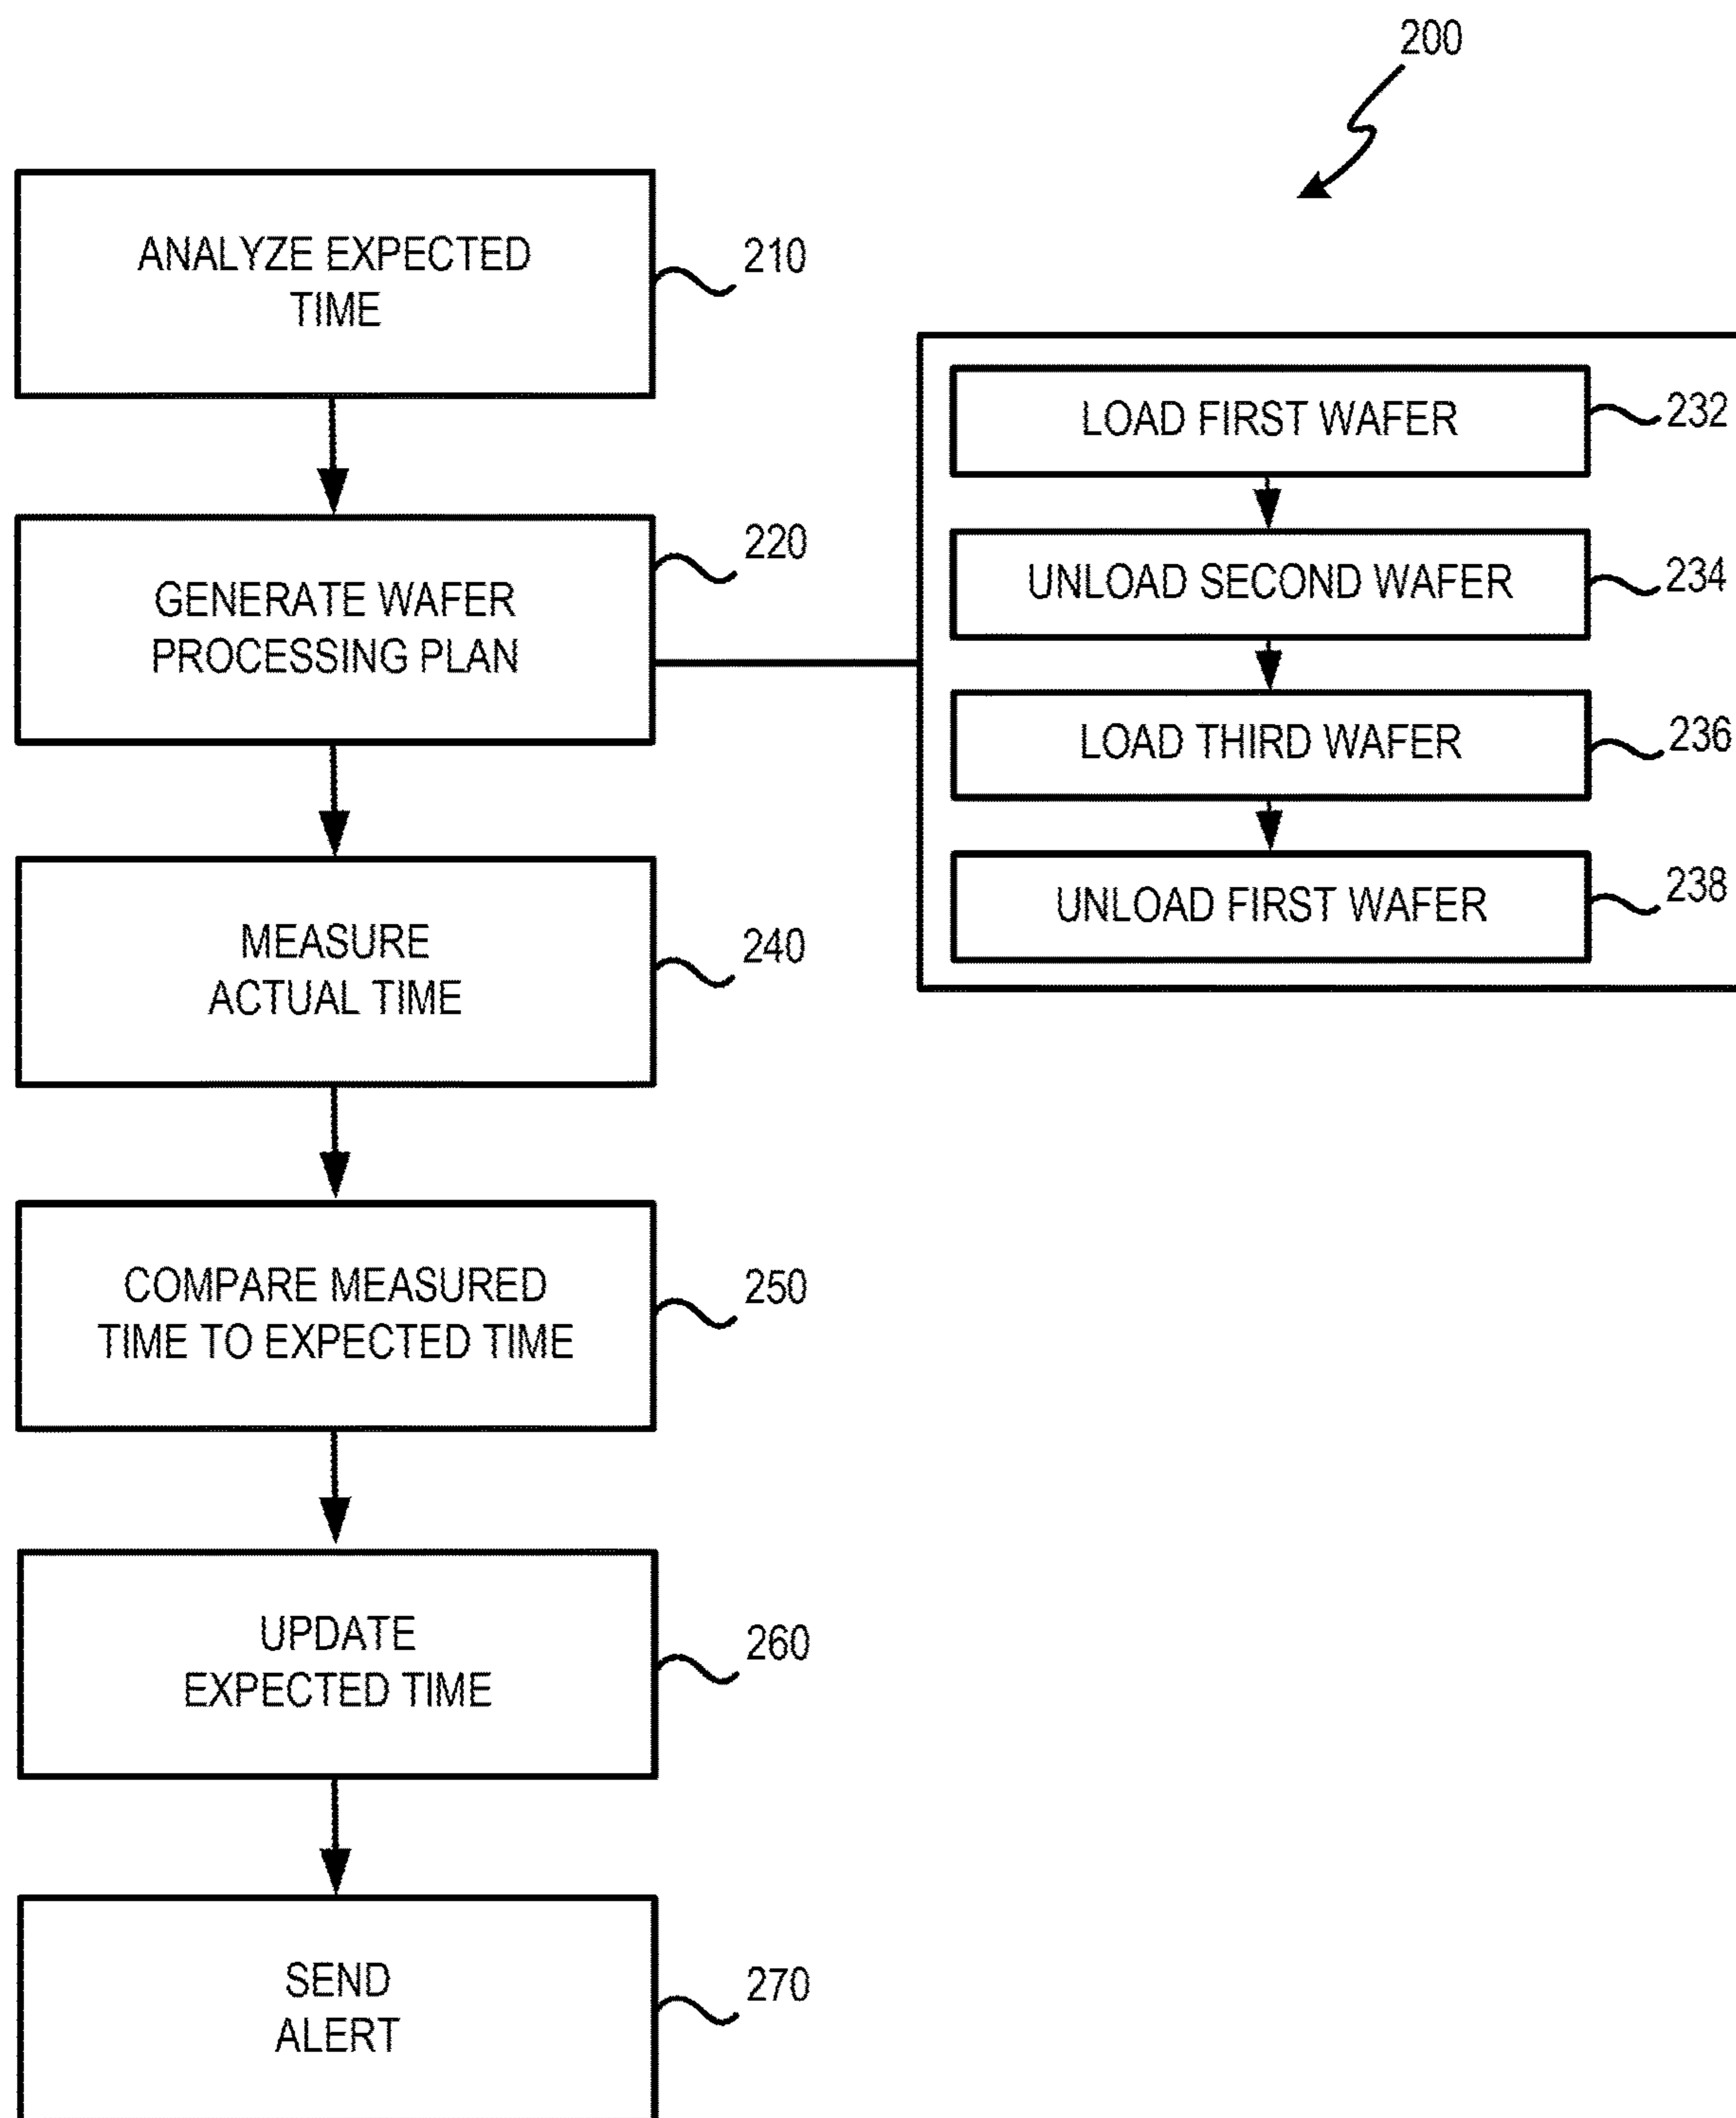 200
ANALYZE EXPECTED
TIME
210
GENERATE WAFER
PROCESSING PLAN
220
LOAD FIRST WAFER
232
UNLOAD SECOND WAFER
234
LOAD THIRD WAFER
236
UNLOAD FIRST WAFER
238
MEASURE
ACTUAL TIME
240
COMPARE MEASURED
TIME TO EXPECTED TIME
250
UPDATE
EXPECTED TIME
260
SEND
ALERT
270